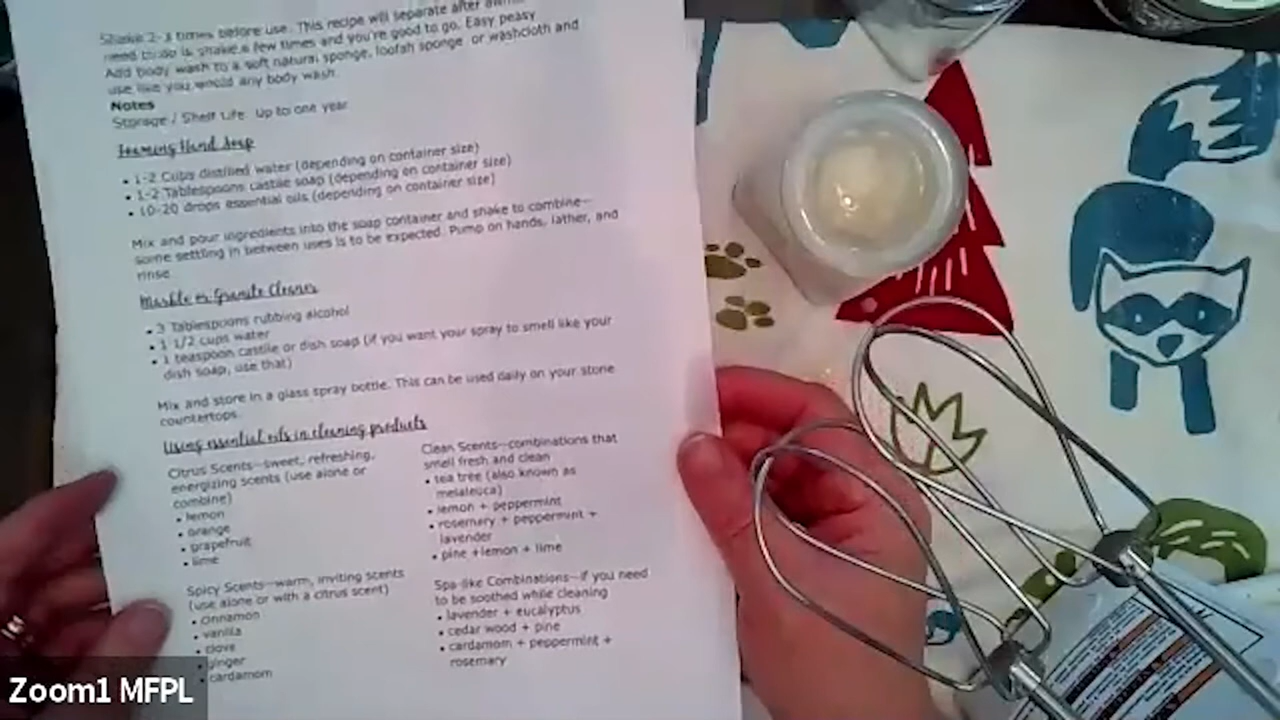 Shake 2-3 times before use. This recipe will separate after
need to do is shake a few times and you're good to go. Easy peasy
Add body wash to a soft natural sponge, loofah sponge or washcloth and
use like you would any body wash.
Notes
Storage / Shelf Life Up to one year
Foaming Hand Soap
• 1-2 Cups distilled water (depending on container size)
• 1-2 Tablespoons castile soap (depending on container size)
• 10-20 drops essential oils (depending on container size)
Mix and pour ingredients into the soap container and shake to combine--
some settling in between uses is to be expected. Pump on hands, lather, and
rinse
Marble or Granite Cleaner
• 3 Tablespoons rubbing alcohol
• 1 1/2 cups water
• 1 teaspoon castile or dish soap (if you want your spray to smell like your
dish soap, use that)
Mix and store in a glass spray bottle. This can be used daily on your stone
countertops.
Using essential oils in cleaning products
Citrus Scents--sweet, refreshing,
energizing scents (use alone or
combine)
• lemon
• orange
• grapefruit
• lime
Spicy Scents--warm, inviting scents
(use alone or with a citrus scent)
• cinnamon
• vanilla
• clove
ginger
• cardamom
Clean Scents--combinations that
smell fresh and clean
• tea tree (also known as
melaleuca)
• lemon + peppermint
• rosemary + peppermint +
lavender
• pine +lemon + lime
Spa-like Combinations--if you need
to be soothed while cleaning
• lavender + eucalyptus
• cedar wood + pine
• cardamom + peppermint +
rosemary
Zoom1 MFPL